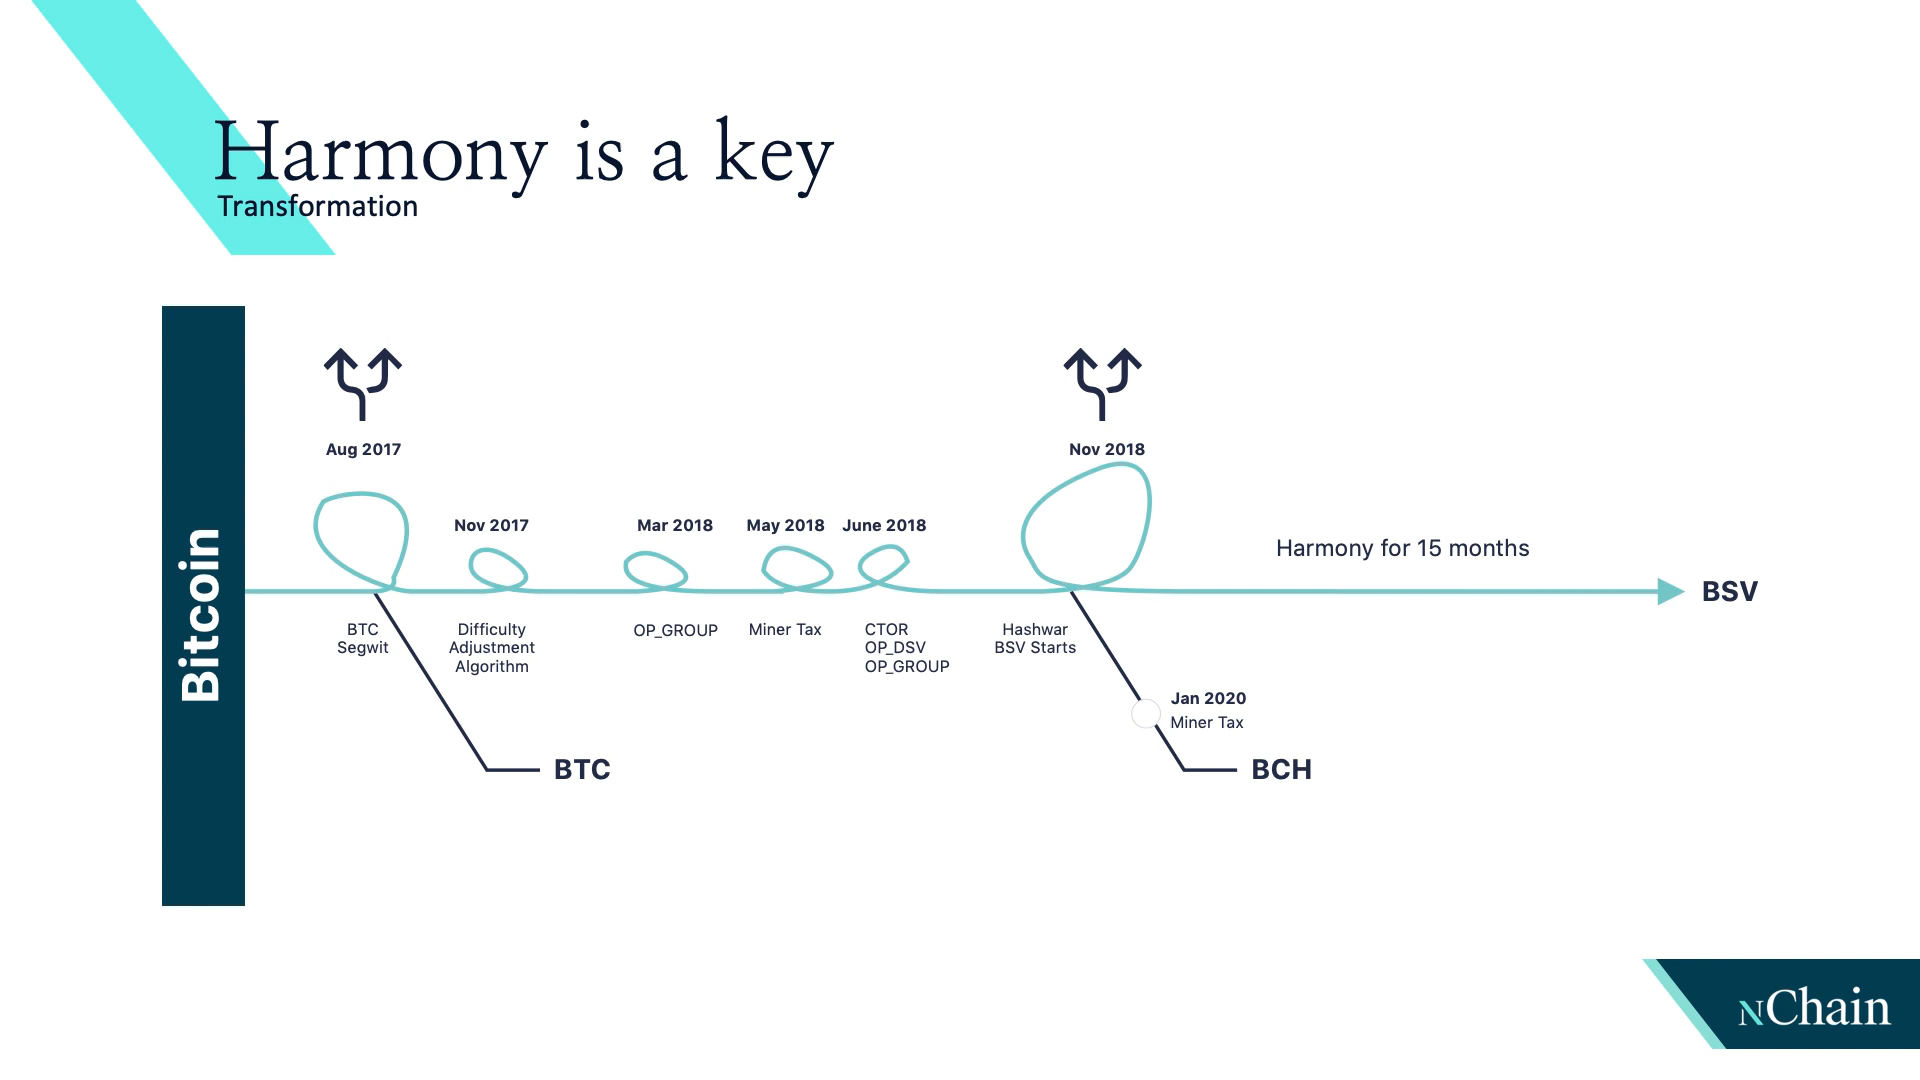 Harmony is a key
Transformation
Bitcoin
Aug 2017
Nov 2018
Nov 2017
Mar 2018
May 2018
June 2018
Harmony for 15 months
BSV
BTC
Segwit
Difficulty
Adjustment
Algorithm
OP_GROUP
Miner Tax
CTOR
OP_DSV
OP_GROUP
Hashwar
BSV Starts
Jan 2020
Miner Tax
BTC
BCH
nChain